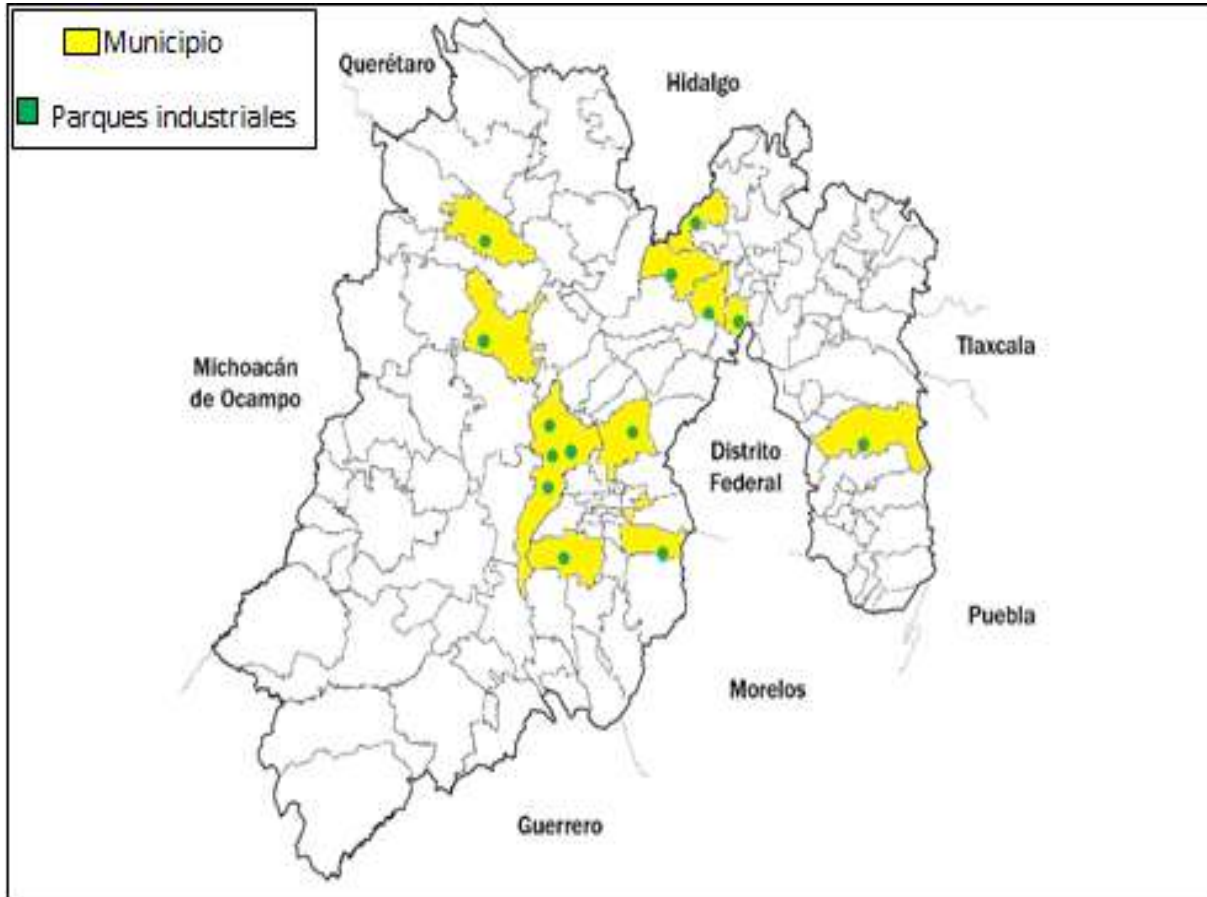 Municipio
Parques industriales
Querétaro
Hidalgo
Tlaxcala
Michoacán
de Ocampo
Distrito
Federal
Puebla
Morelos
Guerrero